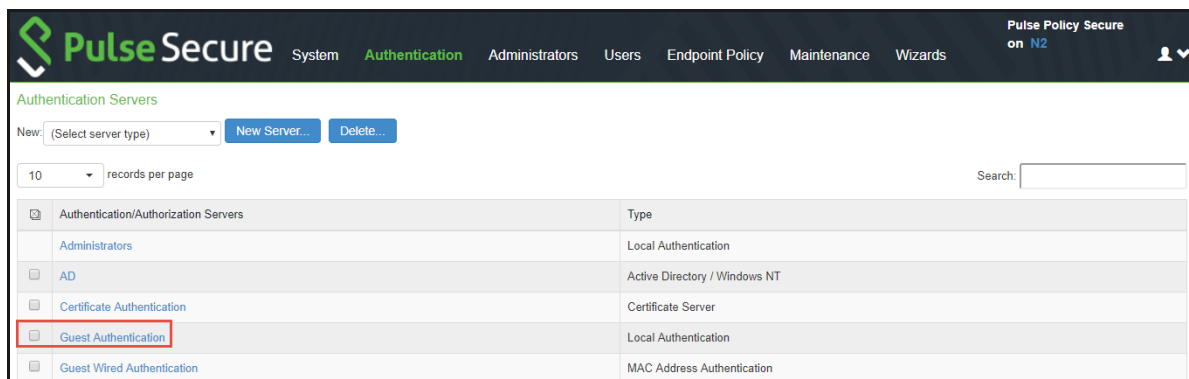 Pulse Secure System Authentication Administrators Users Endpoint Policy Maintenance Wizards
Pulse Policy Secure
on N2
Authentication Servers
New: (Select server type) New Server... Delete...
10 records per page Search:
Authentication/Authorization Servers Type
Administrators Local Authentication
AD Active Directory / Windows NT
Certificate Authentication Certificate Server
Guest Authentication Local Authentication
Guest Wired Authentication MAC Address Authentication